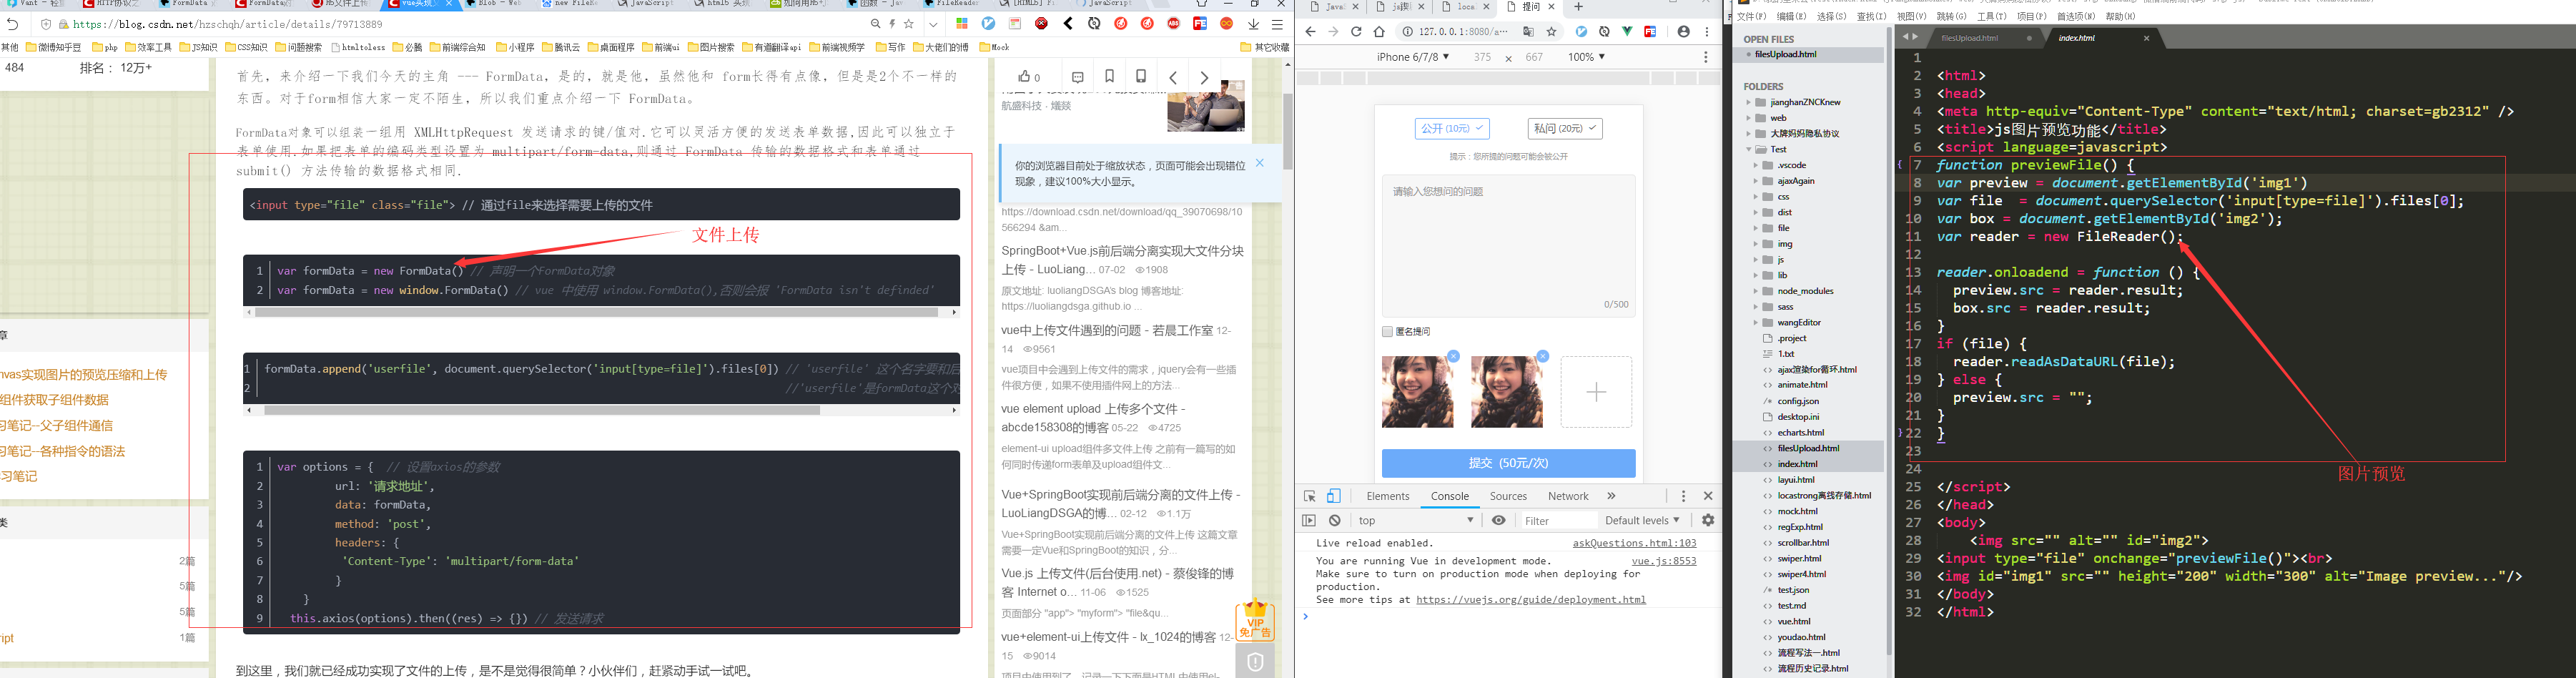 https://blog.csdn.net/hzschqh/article/details/79713889
其他 微博知乎豆 php 效率工具 JS知识 CSS知识 问题搜索 htmltoless 必胜 前端综合知 小程序 腾讯云 桌面程序 前端ui 图片搜索 有道翻译api 前端视频学 写作 大佬们的博 Mock 其它收藏
484 排名： 12万+
章
nvas实现图片的预览压缩和上传
组件获取子组件数据
习笔记--父子组件通信
习笔记--各种指令的语法
习笔记
类
2篇
5篇
5篇
ript 1篇
首先，来介绍一下我们今天的主角 --- FormData，是的，就是他，虽然他和 form长得有点像，但是是2个不一样的
东西。对于form相信大家一定不陌生，所以我们重点介绍一下 FormData。
FormData对象可以组装一组用 XMLHttpRequest 发送请求的键/值对.它可以灵活方便的发送表单数据,因此可以独立于
表单使用.如果把表单的编码类型设置为 multipart/form-data,则通过 FormData 传输的数据格式和表单通过
submit() 方法传输的数据格式相同.
<input type="file" class="file"> // 通过file来选择需要上传的文件
文件上传
1 var formData = new FormData() // 声明一个FormData对象
2 var formData = new window.FormData() // vue 中使用 window.FormData(),否则会报 'FormData isn't definded'
1 formData.append('userfile', document.querySelector('input[type=file]').files[0]) // 'userfile' 这个名字要和后
2 //'userfile'是formData这个对
1 var options = { // 设置axios的参数
2 url: '请求地址',
3 data: formData,
4 method: 'post',
5 headers: {
6 'Content-Type': 'multipart/form-data'
7 }
8 }
9 this.axios(options).then((res) => {}) // 发送请求
到这里，我们就已经成功实现了文件的上传，是不是觉得很简单？小伙伴们，赶紧动手试一试吧。
0
航盛科技 · 燨燚
你的浏览器目前处于缩放状态，页面可能会出现错位
现象，建议100%大小显示。
https://download.csdn.net/download/qq_39070698/10
566294 &am...
SpringBoot+Vue.js前后端分离实现大文件分块
上传 - LuoLiang... 07-02 1908
原文地址: luoliangDSGA's blog 博客地址:
https://luoliangdsga.github.io ...
vue中上传文件遇到的问题 - 若晨工作室 12-
14 9561
vue项目中会遇到上传文件的需求，jquery会有一些插
件很方便，如果不使用插件网上的方法...
vue element upload 上传多个文件 -
abcde158308的博客 05-22 4725
element-ui upload组件多文件上传 之前有一篇写的如
何同时传递form表单及upload组件文...
Vue+SpringBoot实现前后端分离的文件上传 -
LuoLiangDSGA的博... 02-12 1.1万
Vue+SpringBoot实现前后端分离的文件上传 这篇文章
需要一定Vue和SpringBoot的知识，分...
Vue.js 上传文件(后台使用.net) - 蔡俊锋的博
客 Internet o... 11-06 1525
页面部分 "app"> "myform"> "file&qu...
vue+element-ui上传文件 - lx_1024的博客 12-
15 9014
VIP
免广告
提问
127.0.0.1:8080/a…
iPhone 6/7/8 375 × 667 100%
公开 (10元) 私问 (20元)
提示：您所提的问题可能会被公开
请输入您想问的问题
0/500
匿名提问
提交 (50元/次)
Elements Console Sources Network
top Filter Default levels
Live reload enabled. askQuestions.html:103
You are running Vue in development mode. vue.js:8553
Make sure to turn on production mode when deploying for
production.
See more tips at https://vuejs.org/guide/deployment.html
文件(F) 编辑(E) 选择(S) 查找(I) 视图(V) 跳转(G) 工具(T) 项目(P) 首选项(N) 帮助(H)
OPEN FILES
filesUpload.html
FOLDERS
jianghanZNCKnew
web
大牌妈妈隐私协议
Test
.vscode
ajaxAgain
css
dist
file
img
js
lib
node_modules
sass
wangEditor
.project
1.txt
ajax渲染for循环.html
animate.html
config.json
desktop.ini
echarts.html
filesUpload.html
index.html
layui.html
locastrong离线存储.html
mock.html
regExp.html
scrollbar.html
swiper.html
swiper4.html
test.json
test.md
vue.html
youdao.html
流程写法一.html
流程历史记录.html
filesUpload.html index.html
1
2 <html>
3 <head>
4 <meta http-equiv="Content-Type" content="text/html; charset=gb2312" />
5 <title>js图片预览功能</title>
6 <script language=javascript>
7 function previewFile() {
8 var preview = document.getElementById('img1')
9 var file = document.querySelector('input[type=file]').files[0];
10 var box = document.getElementById('img2');
11 var reader = new FileReader();
12
13 reader.onloadend = function () {
14 preview.src = reader.result;
15 box.src = reader.result;
16 }
17 if (file) {
18 reader.readAsDataURL(file);
19 } else {
20 preview.src = "";
21 }
22 }
23
图片预览
24
25 </script>
26 </head>
27 <body>
28 <img src="" alt="" id="img2">
29 <input type="file" onchange="previewFile()"><br>
30 <img id="img1" src="" height="200" width="300" alt="Image preview..."/>
31 </body>
32 </html>